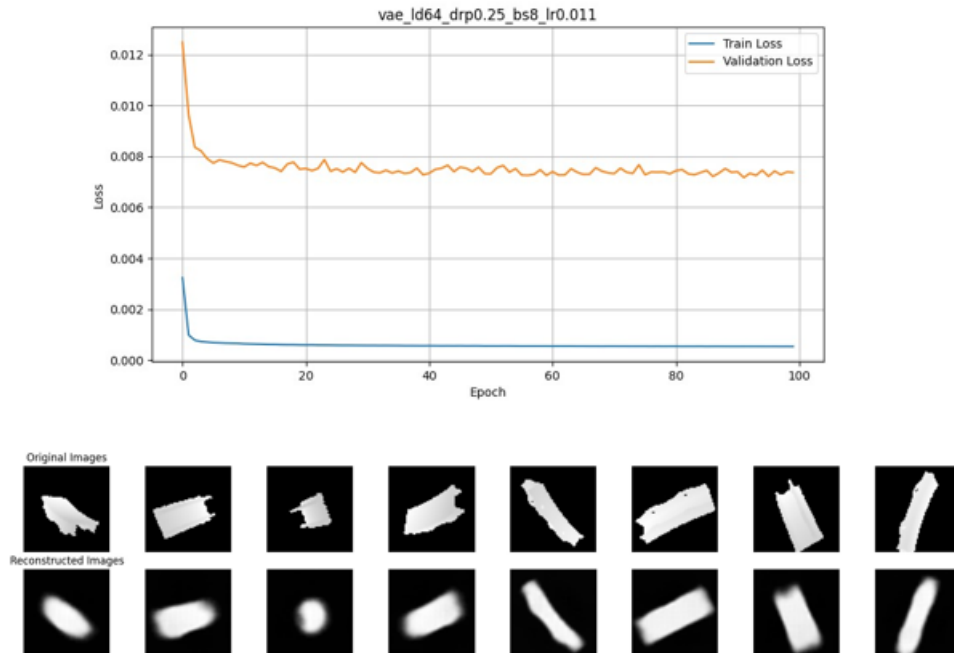 vae_ld64_drp0.25_bs8_lr0.011
Train Loss
Validation Loss
0.012
0.010
0.008
0.006
0.004
0.002
0.000
Loss
0 20 40 60 80 100
Epoch
Original Images
Reconstructed Images